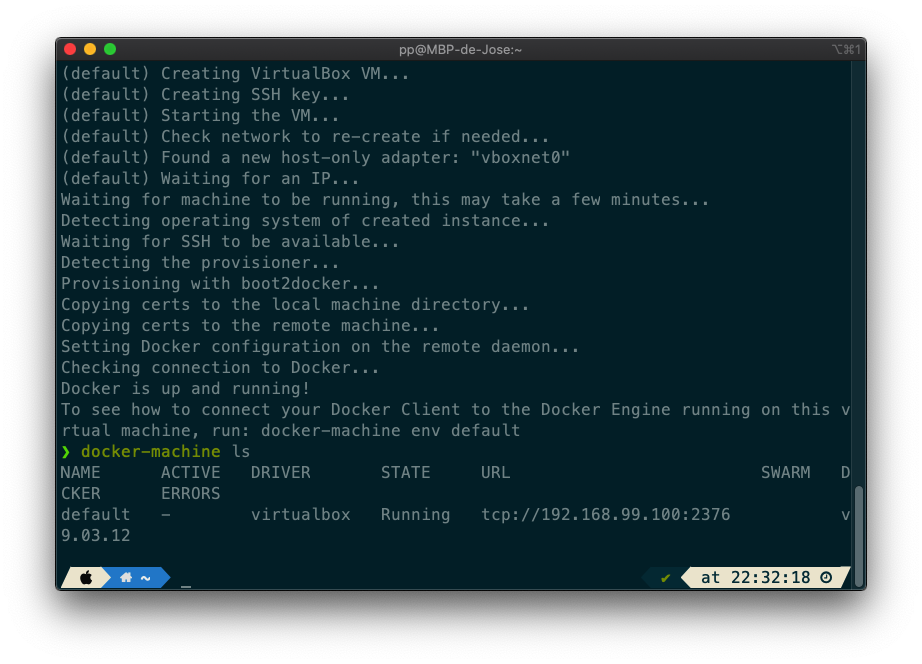 pp@MBP-de-Jose:~
⌥⌘1
(default) Creating VirtualBox VM...
(default) Creating SSH key...
(default) Starting the VM...
(default) Check network to re-create if needed...
(default) Found a new host-only adapter: "vboxnet0"
(default) Waiting for an IP...
Waiting for machine to be running, this may take a few minutes...
Detecting operating system of created instance...
Waiting for SSH to be available...
Detecting the provisioner...
Provisioning with boot2docker...
Copying certs to the local machine directory...
Copying certs to the remote machine...
Setting Docker configuration on the remote daemon...
Checking connection to Docker...
Docker is up and running!
To see how to connect your Docker Client to the Docker Engine running on this v
rtual machine, run: docker-machine env default
❯ docker-machine ls
NAME      ACTIVE   DRIVER       STATE     URL                         SWARM   D
CKER      ERRORS
default   -        virtualbox   Running   tcp://192.168.99.100:2376           v
9.03.12
~ _ ✔ at 22:32:18